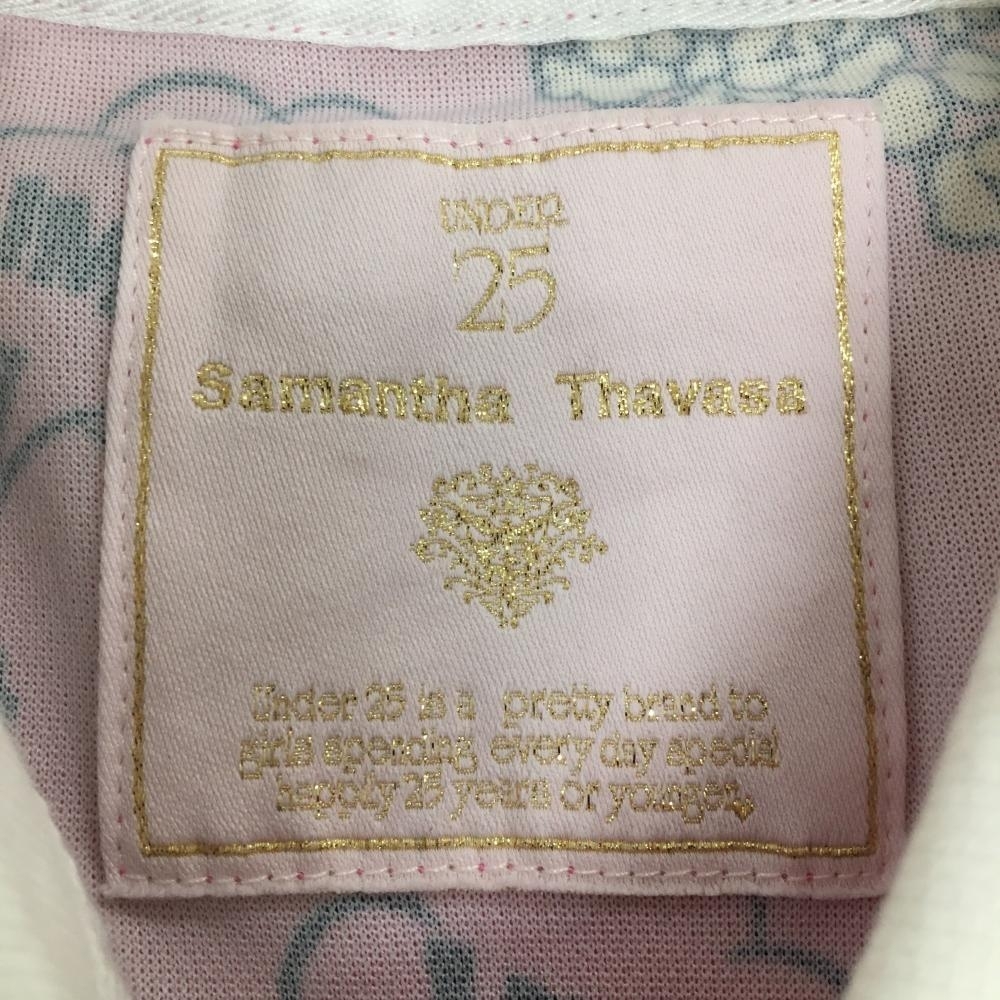 UNDER
25
Samantha Thavasa
Under 25 is a pretty brand to
girls spending every day special
happily 25 years or younger.